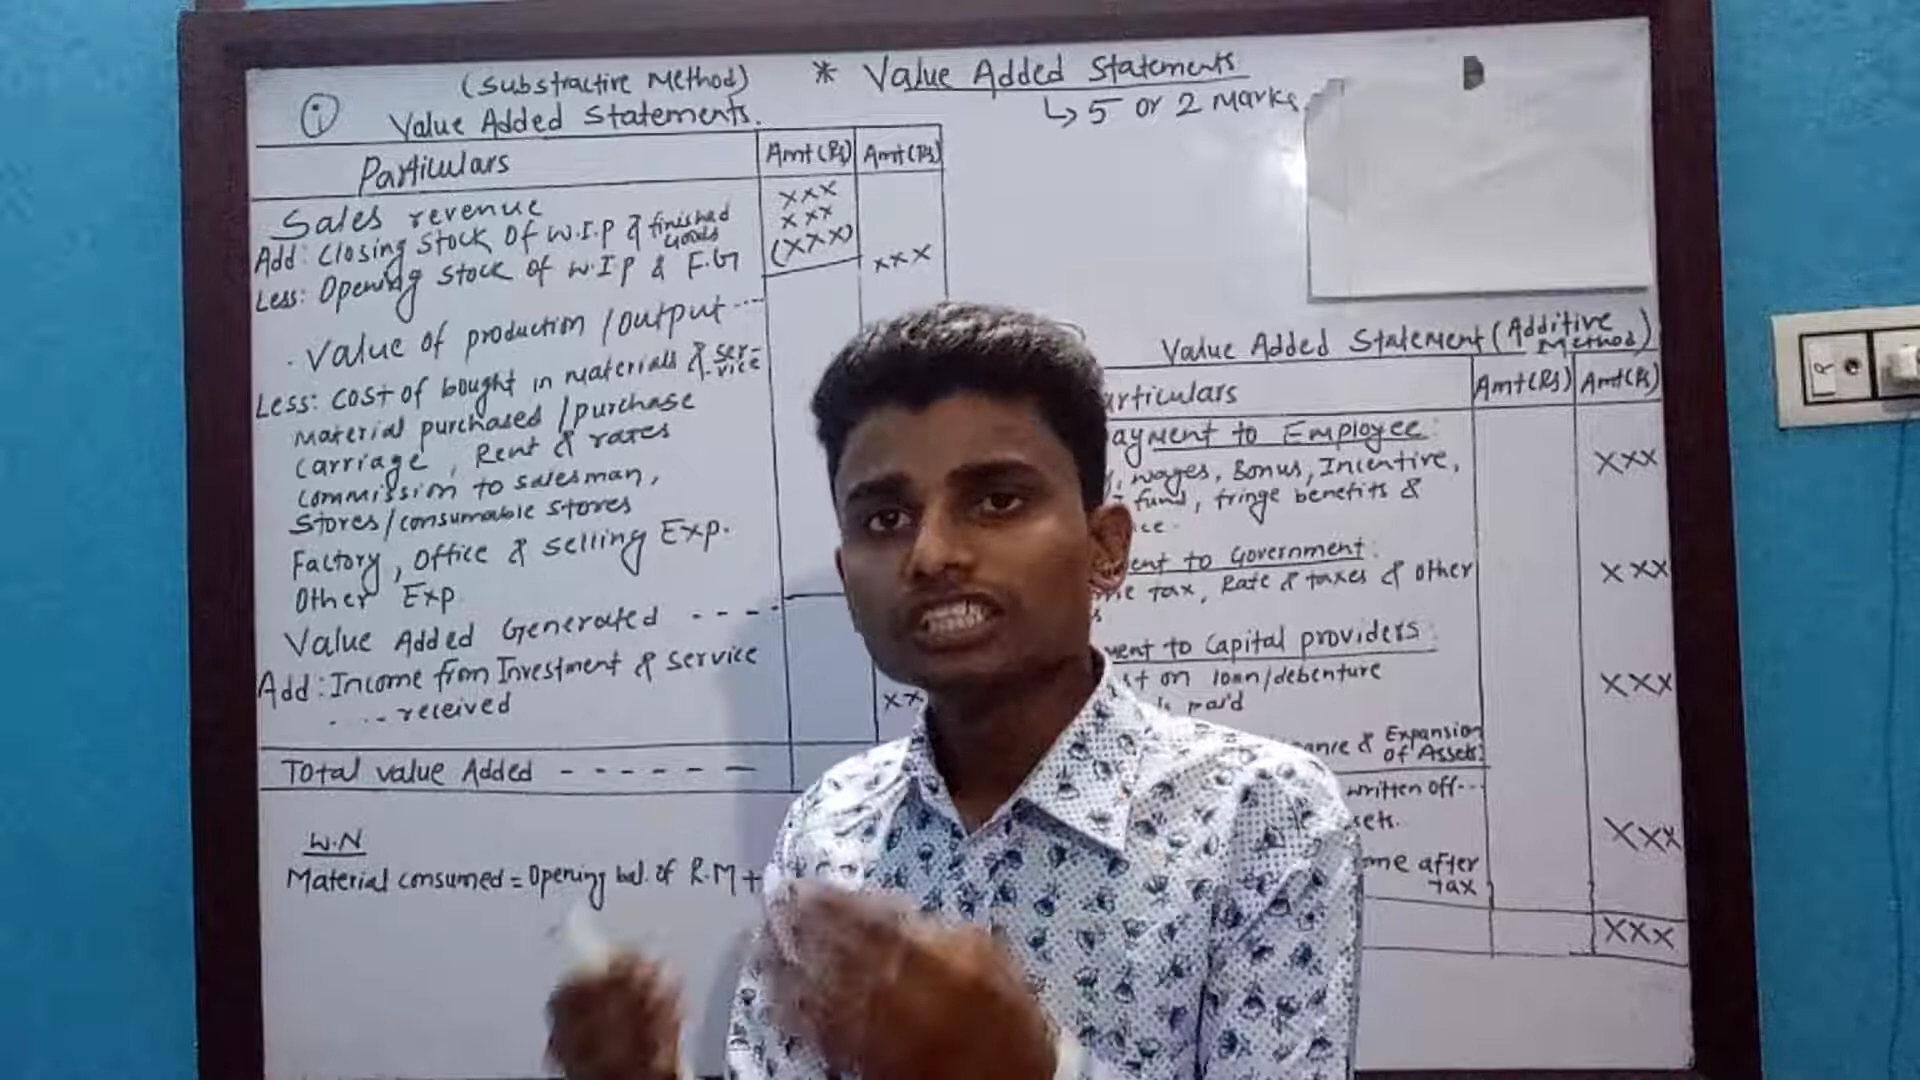 (Substractive Method)
* Value Added Statements
↳ 5 or 2 marks
i Value Added Statements.
Particulars Amt(Rs) Amt(Rs)
Sales revenue xxx
Add: Closing Stock Of W.I.P & finished Goods xxx
Less: Opening Stock of W.I.P & F.G (xxx) xxx
Value of production / output ---
Less: Cost of bought in materials & ser-vice
Material purchased / purchase
Carriage, Rent & rates
Commission to salesman,
Stores/consumable stores
Factory, Office & Selling Exp.
Other Exp
Value Added Generated ----
Add: Income from Investment & Service
---- received xx
Total value Added ------
W.N
Material consumed = Opening bal. of R.M +
Value Added Statement (Additive Method)
Amt(Rs) Amt(Rs)
to Employee:
wages, Bonus, Incentive, xxx
fund, fringe benefits &
to Government:
tax, Rate & taxes & other xxx
to Capital providers:
on loan/debenture xxx
paid
& Expansion of Assets
written off---
xxx
after tax
xxx